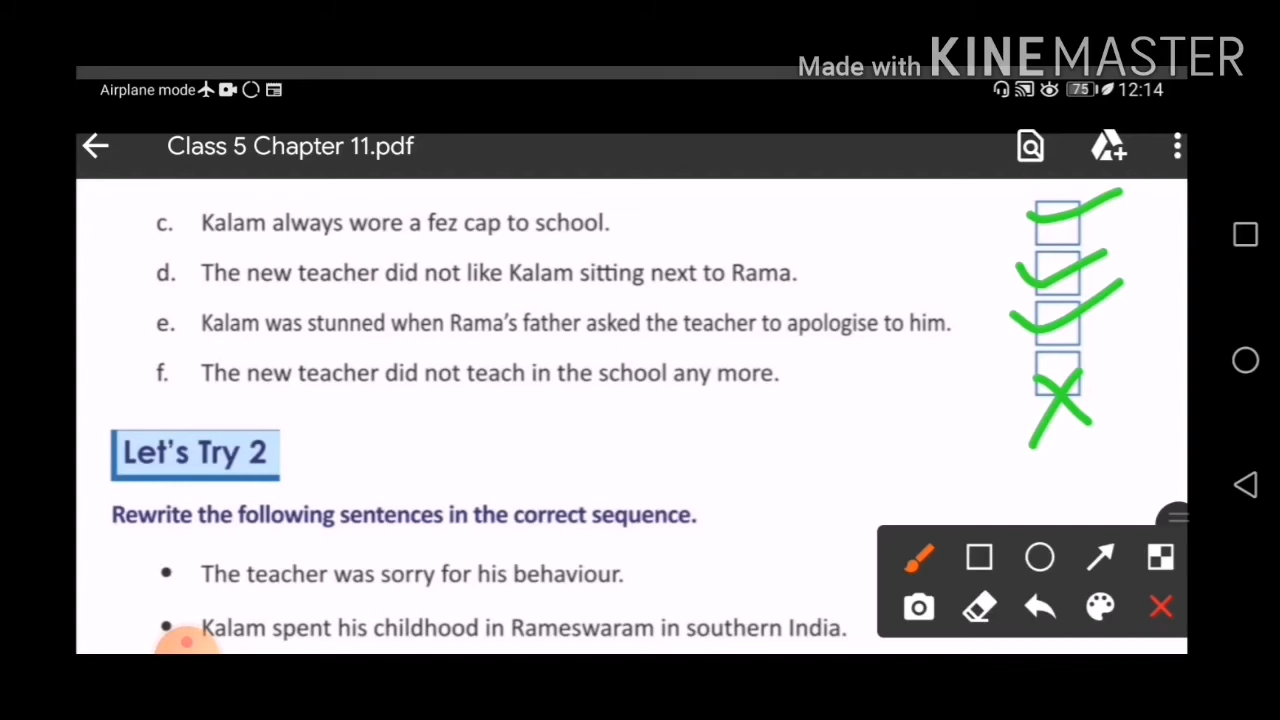 Made with KINEMASTER
Airplane mode 75 12:14
Class 5 Chapter 11.pdf
c. Kalam always wore a fez cap to school.
d. The new teacher did not like Kalam sitting next to Rama.
e. Kalam was stunned when Rama's father asked the teacher to apologise to him.
f. The new teacher did not teach in the school any more.
Let's Try 2
Rewrite the following sentences in the correct sequence.
• The teacher was sorry for his behaviour.
• Kalam spent his childhood in Rameswaram in southern India.